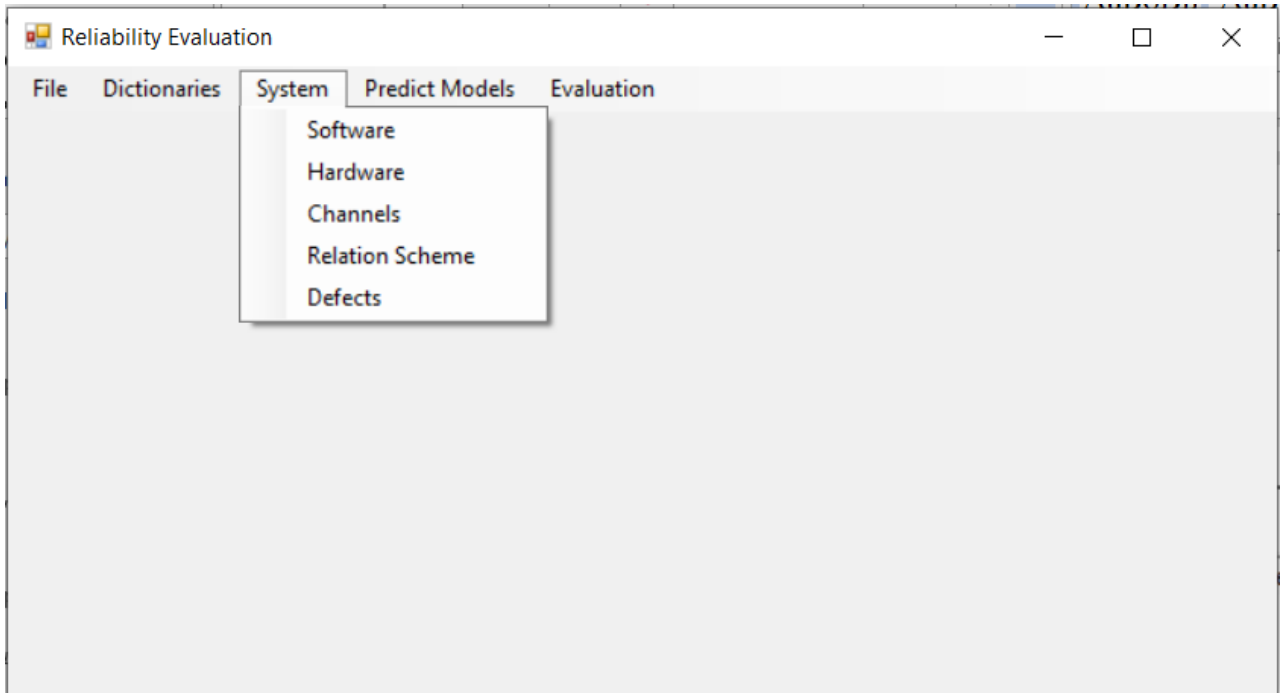 Reliability Evaluation
File Dictionaries System Predict Models Evaluation
Software
Hardware
Channels
Relation Scheme
Defects